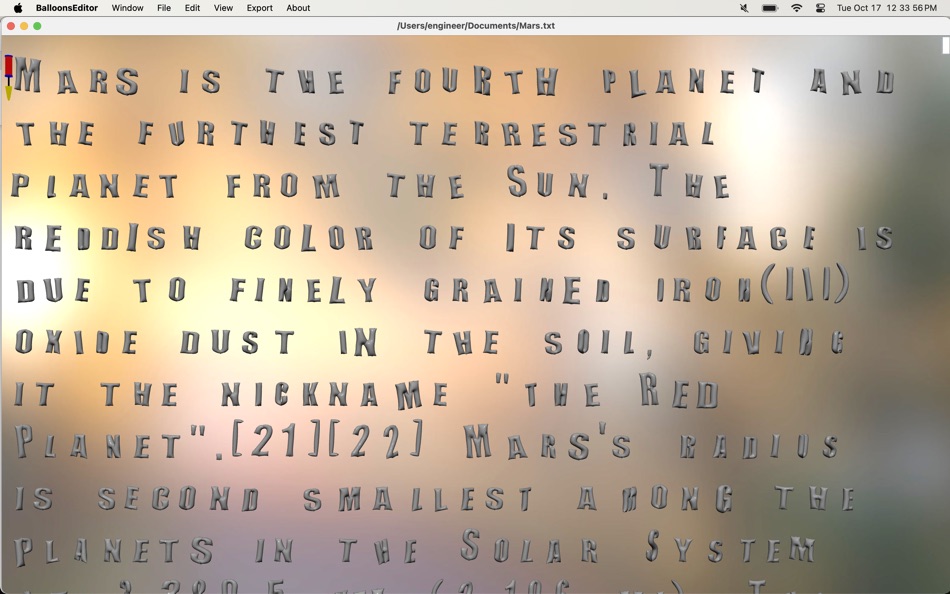 BalloonsEditor Window File Edit View Export About Tue Oct 17 12 33 56 PM
/Users/engineer/Documents/Mars.txt
Mars is the fourth planet and
the furthest terrestrial
planet from the Sun. The
reddish color of its surface is
due to finely grained iron(III)
oxide dust in the soil, giving
it the nickname "the Red
Planet".[21][22] Mars's radius
is second smallest among the
planets in the Solar System